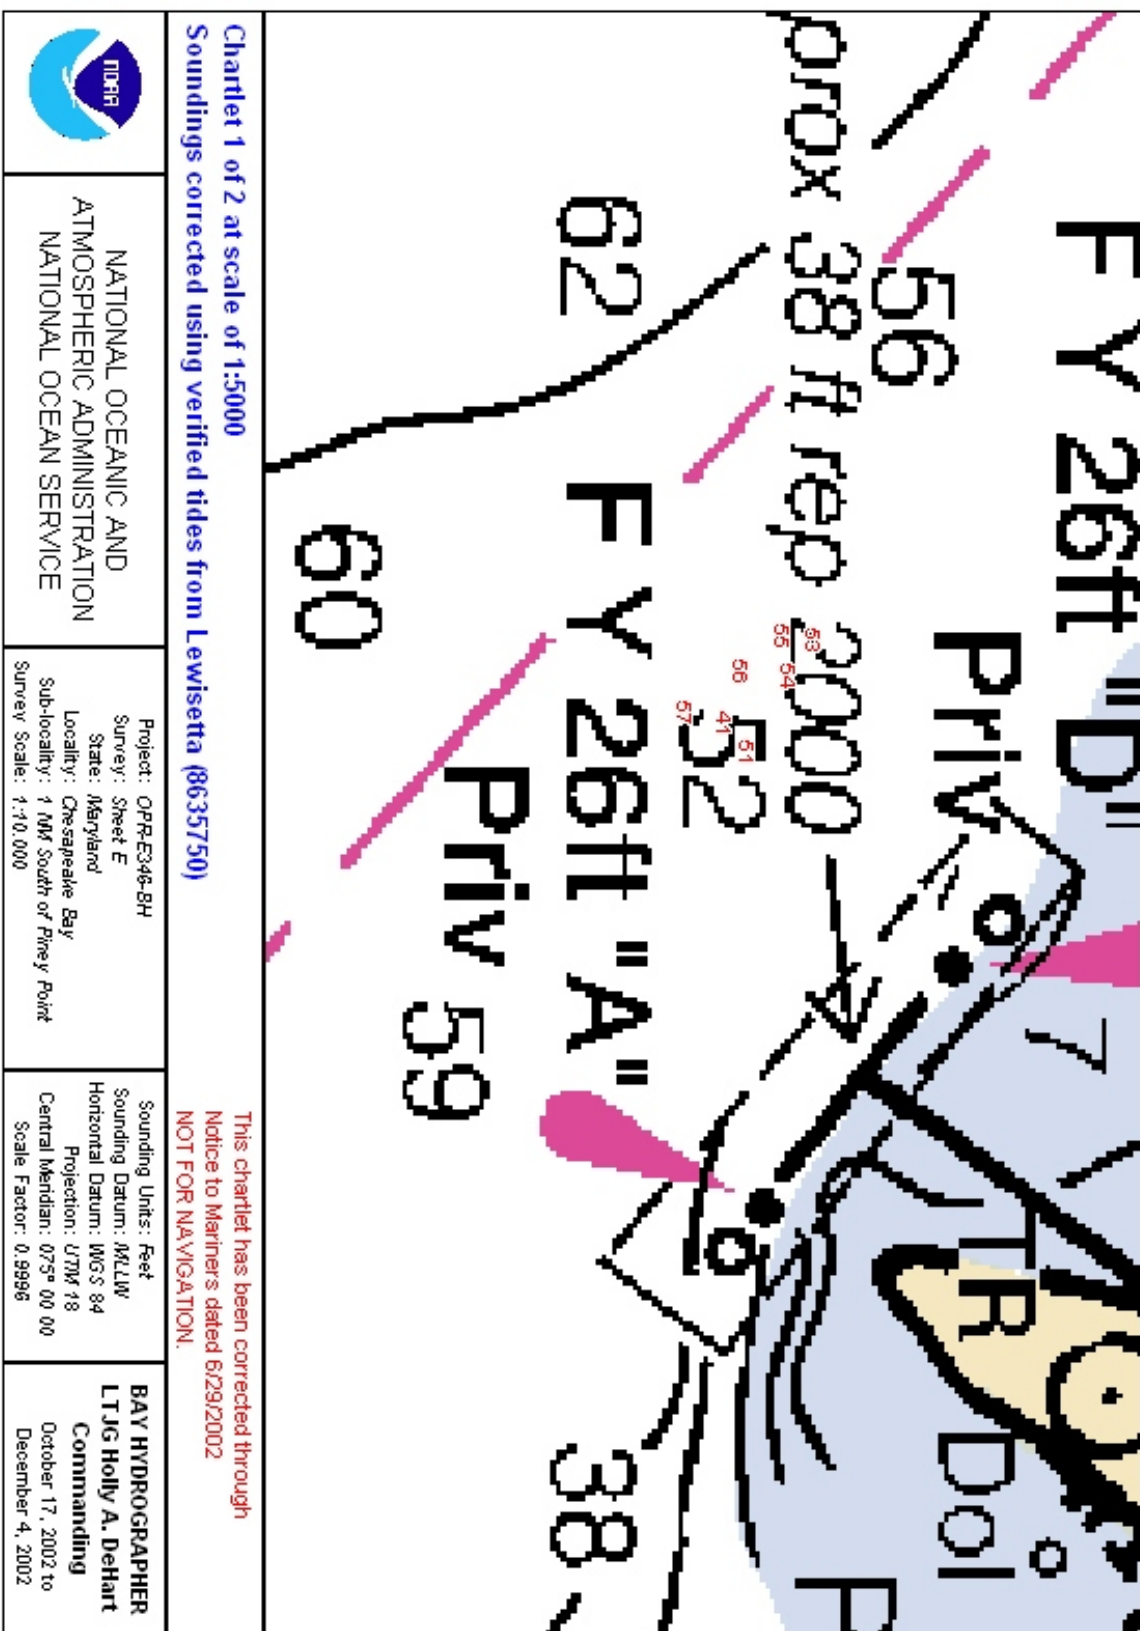 FY 26ft "D"
Priv
56
prox 38 ft rep 2000
62
53
55
54
56
57
41
51
52
FY 26ft "A"
Priv
59
60
7
TR
Dol
38
Chartlet 1 of 2 at scale of 1:5000
Soundings corrected using verified tides from Lewisetta (8635750)
This chartlet has been corrected through
Notice to Mariners dated 6/29/2002
NOT FOR NAVIGATION.
NOAA
NATIONAL OCEANIC AND
ATMOSPHERIC ADMINISTRATION
NATIONAL OCEAN SERVICE
Project: OPR-E346-BH
Survey: Sheet E
State: Maryland
Locality: Chesapeake Bay
Sub-locality: 1 NM South of Piney Point
Survey Scale: 1:10,000
Sounding Units: Feet
Sounding Datum: MLLW
Horizontal Datum: WGS 84
Projection: UTM 18
Central Meridian: 075° 00 00
Scale Factor: 0.9996
BAY HYDROGRAPHER
LTJG Holly A. DeHart
Commanding
October 17, 2002 to
December 4, 2002